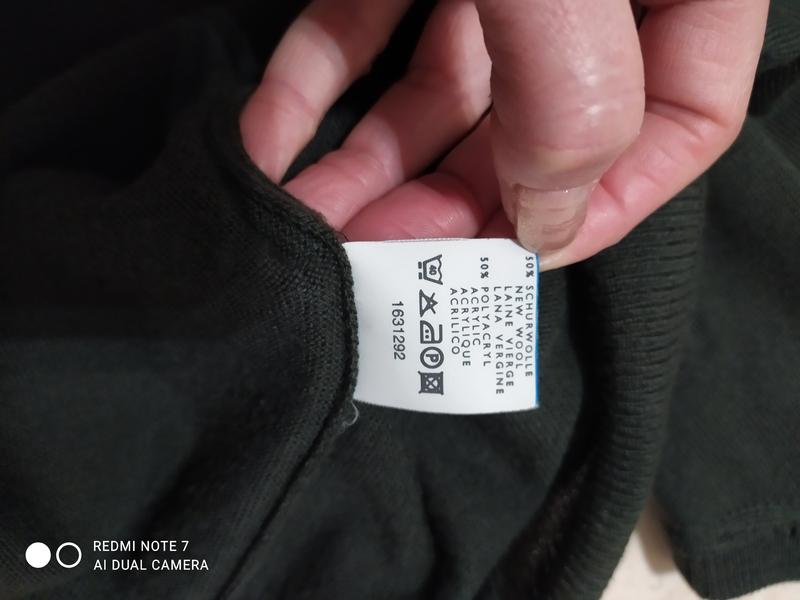 50% SCHURWOLLE
NEW WOOL
LAINE VIERGE
LANA VERGINE
50% POLYACRYL
ACRYLIC
ACRYLIQUE
ACRILICO
40
P
1631292
REDMI NOTE 7
AI DUAL CAMERA